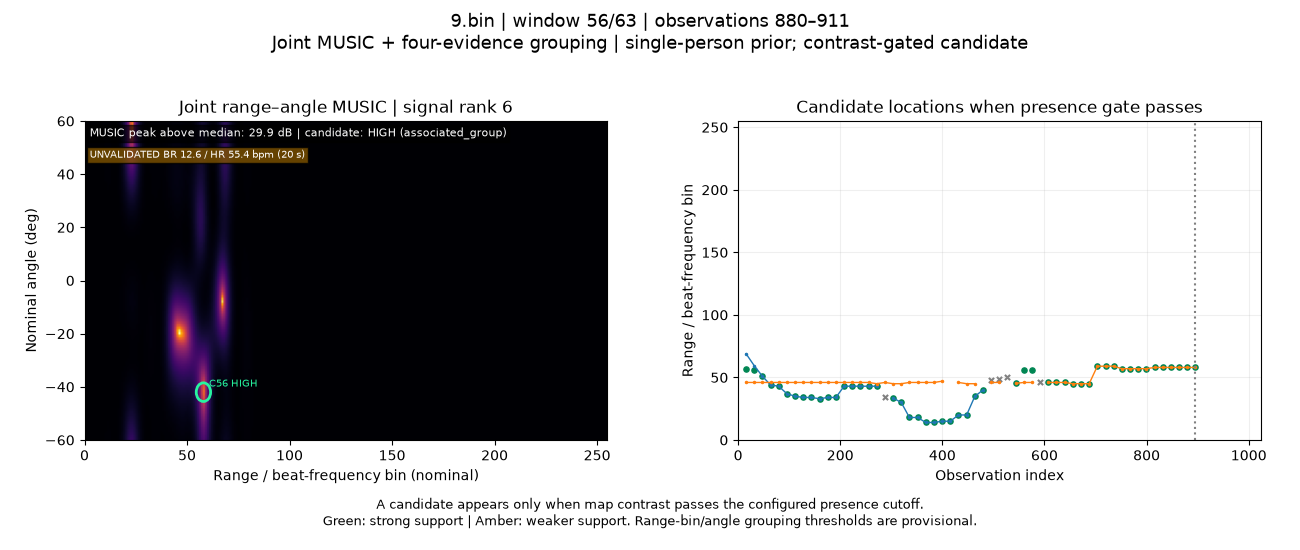 9.bin | window 56/63 | observations 880–911
Joint MUSIC + four-evidence grouping | single-person prior; contrast-gated candidate
Joint range–angle MUSIC | signal rank 6
MUSIC peak above median: 29.9 dB | candidate: HIGH (associated_group)
UNVALIDATED BR 12.6 / HR 55.4 bpm (20 s)
C56 HIGH
60
40
20
0
−20
−40
−60
Nominal angle (deg)
0
50
100
150
200
250
Range / beat-frequency bin (nominal)
Candidate locations when presence gate passes
250
200
150
100
50
0
Range / beat-frequency bin
0
200
400
600
800
1000
Observation index
A candidate appears only when map contrast passes the configured presence cutoff.
Green: strong support | Amber: weaker support. Range-bin/angle grouping thresholds are provisional.